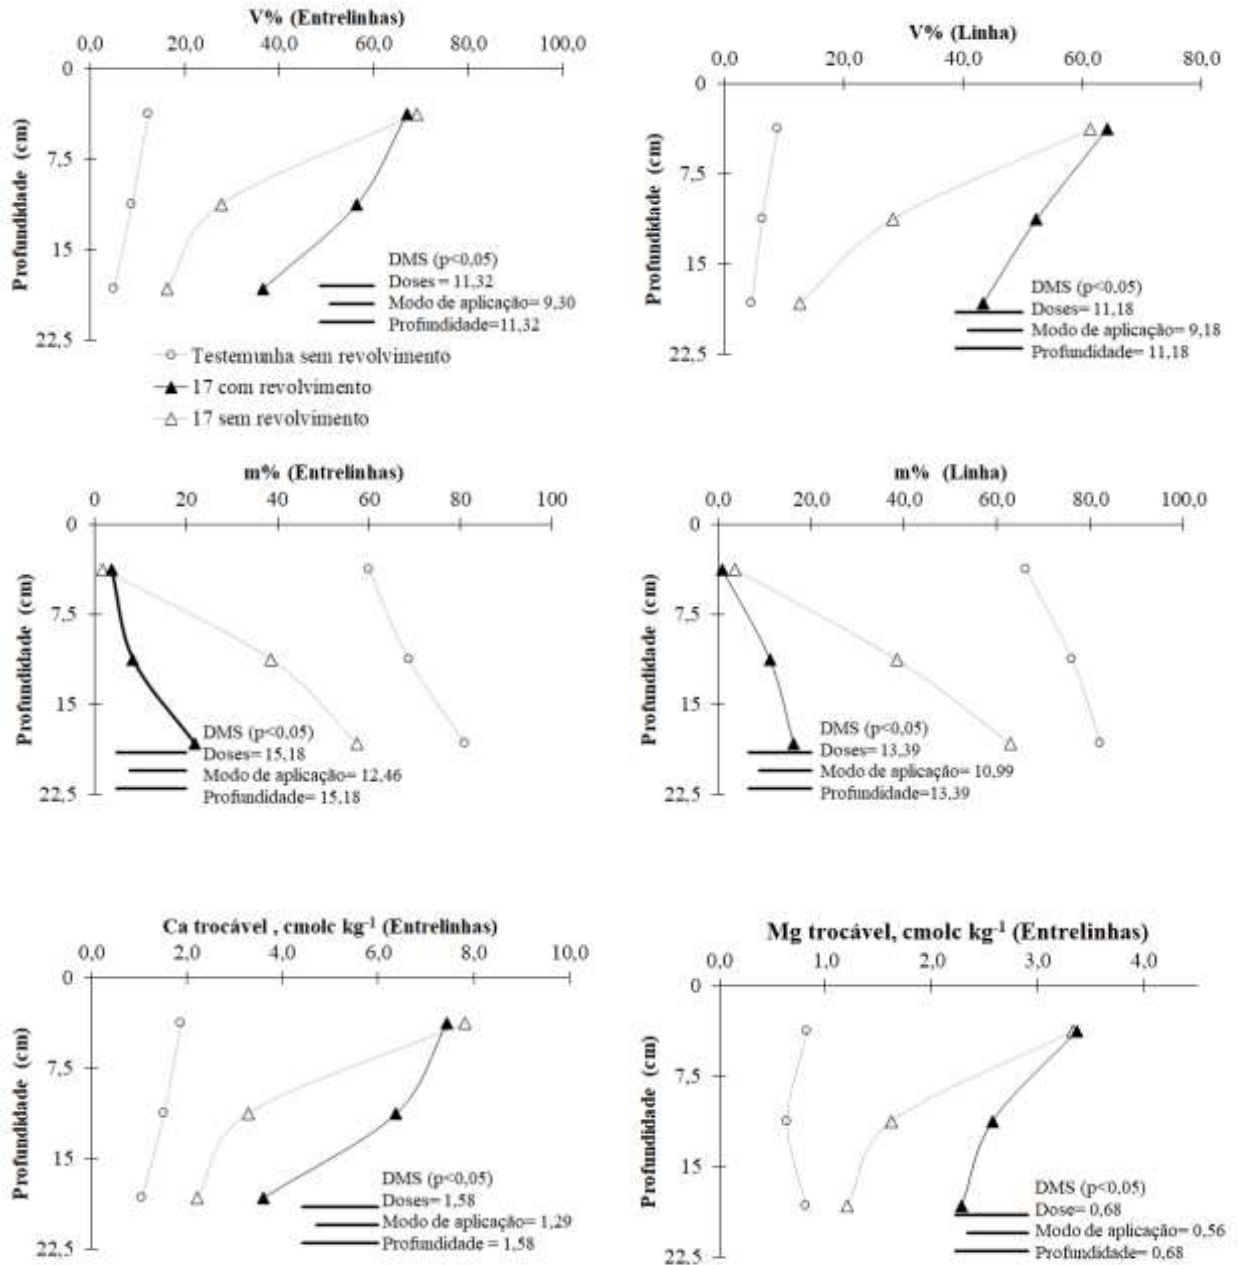 V% (Entrelinhas)
0,0 20,0 40,0 60,0 80,0 100,0
Profundidade (cm)
0
7,5
15
22,5
DMS (p<0,05)
Doses = 11,32
Modo de aplicação= 9,30
Profundidade=11,32
Testemunha sem revolvimento
17 com revolvimento
17 sem revolvimento
V% (Linha)
0,0 20,0 40,0 60,0 80,0
Profundidade (cm)
0
7,5
15
22,5
DMS (p<0,05)
Doses= 11,18
Modo de aplicação= 9,18
Profundidade= 11,18
m% (Entrelinhas)
0 20 40 60 80 100
Profundidade (cm)
0
7,5
15
22,5
DMS (p<0,05)
Doses= 15,18
Modo de aplicação = 12,46
Profundidade = 15,18
m% (Linha)
0,0 20,0 40,0 60,0 80,0 100,0
Profundidade (cm)
0
7,5
15
22,5
DMS (p<0,05)
Doses= 13,39
Modo de aplicação= 10,99
Profundidade=13,39
Ca trocável , cmolc kg-1 (Entrelinhas)
0,0 2,0 4,0 6,0 8,0 10,0
Profundidade (cm)
0
7,5
15
22,5
DMS (p<0,05)
Doses=1,58
Modo de aplicação= 1,29
Profundidade = 1,58
Mg trocável, cmolc kg-1 (Entrelinhas)
0,0 1,0 2,0 3,0 4,0
Profundidade (cm)
0
7,5
15
22,5
DMS (p<0,05)
Dose= 0,68
Modo de aplicação= 0,56
Profundidade= 0,68